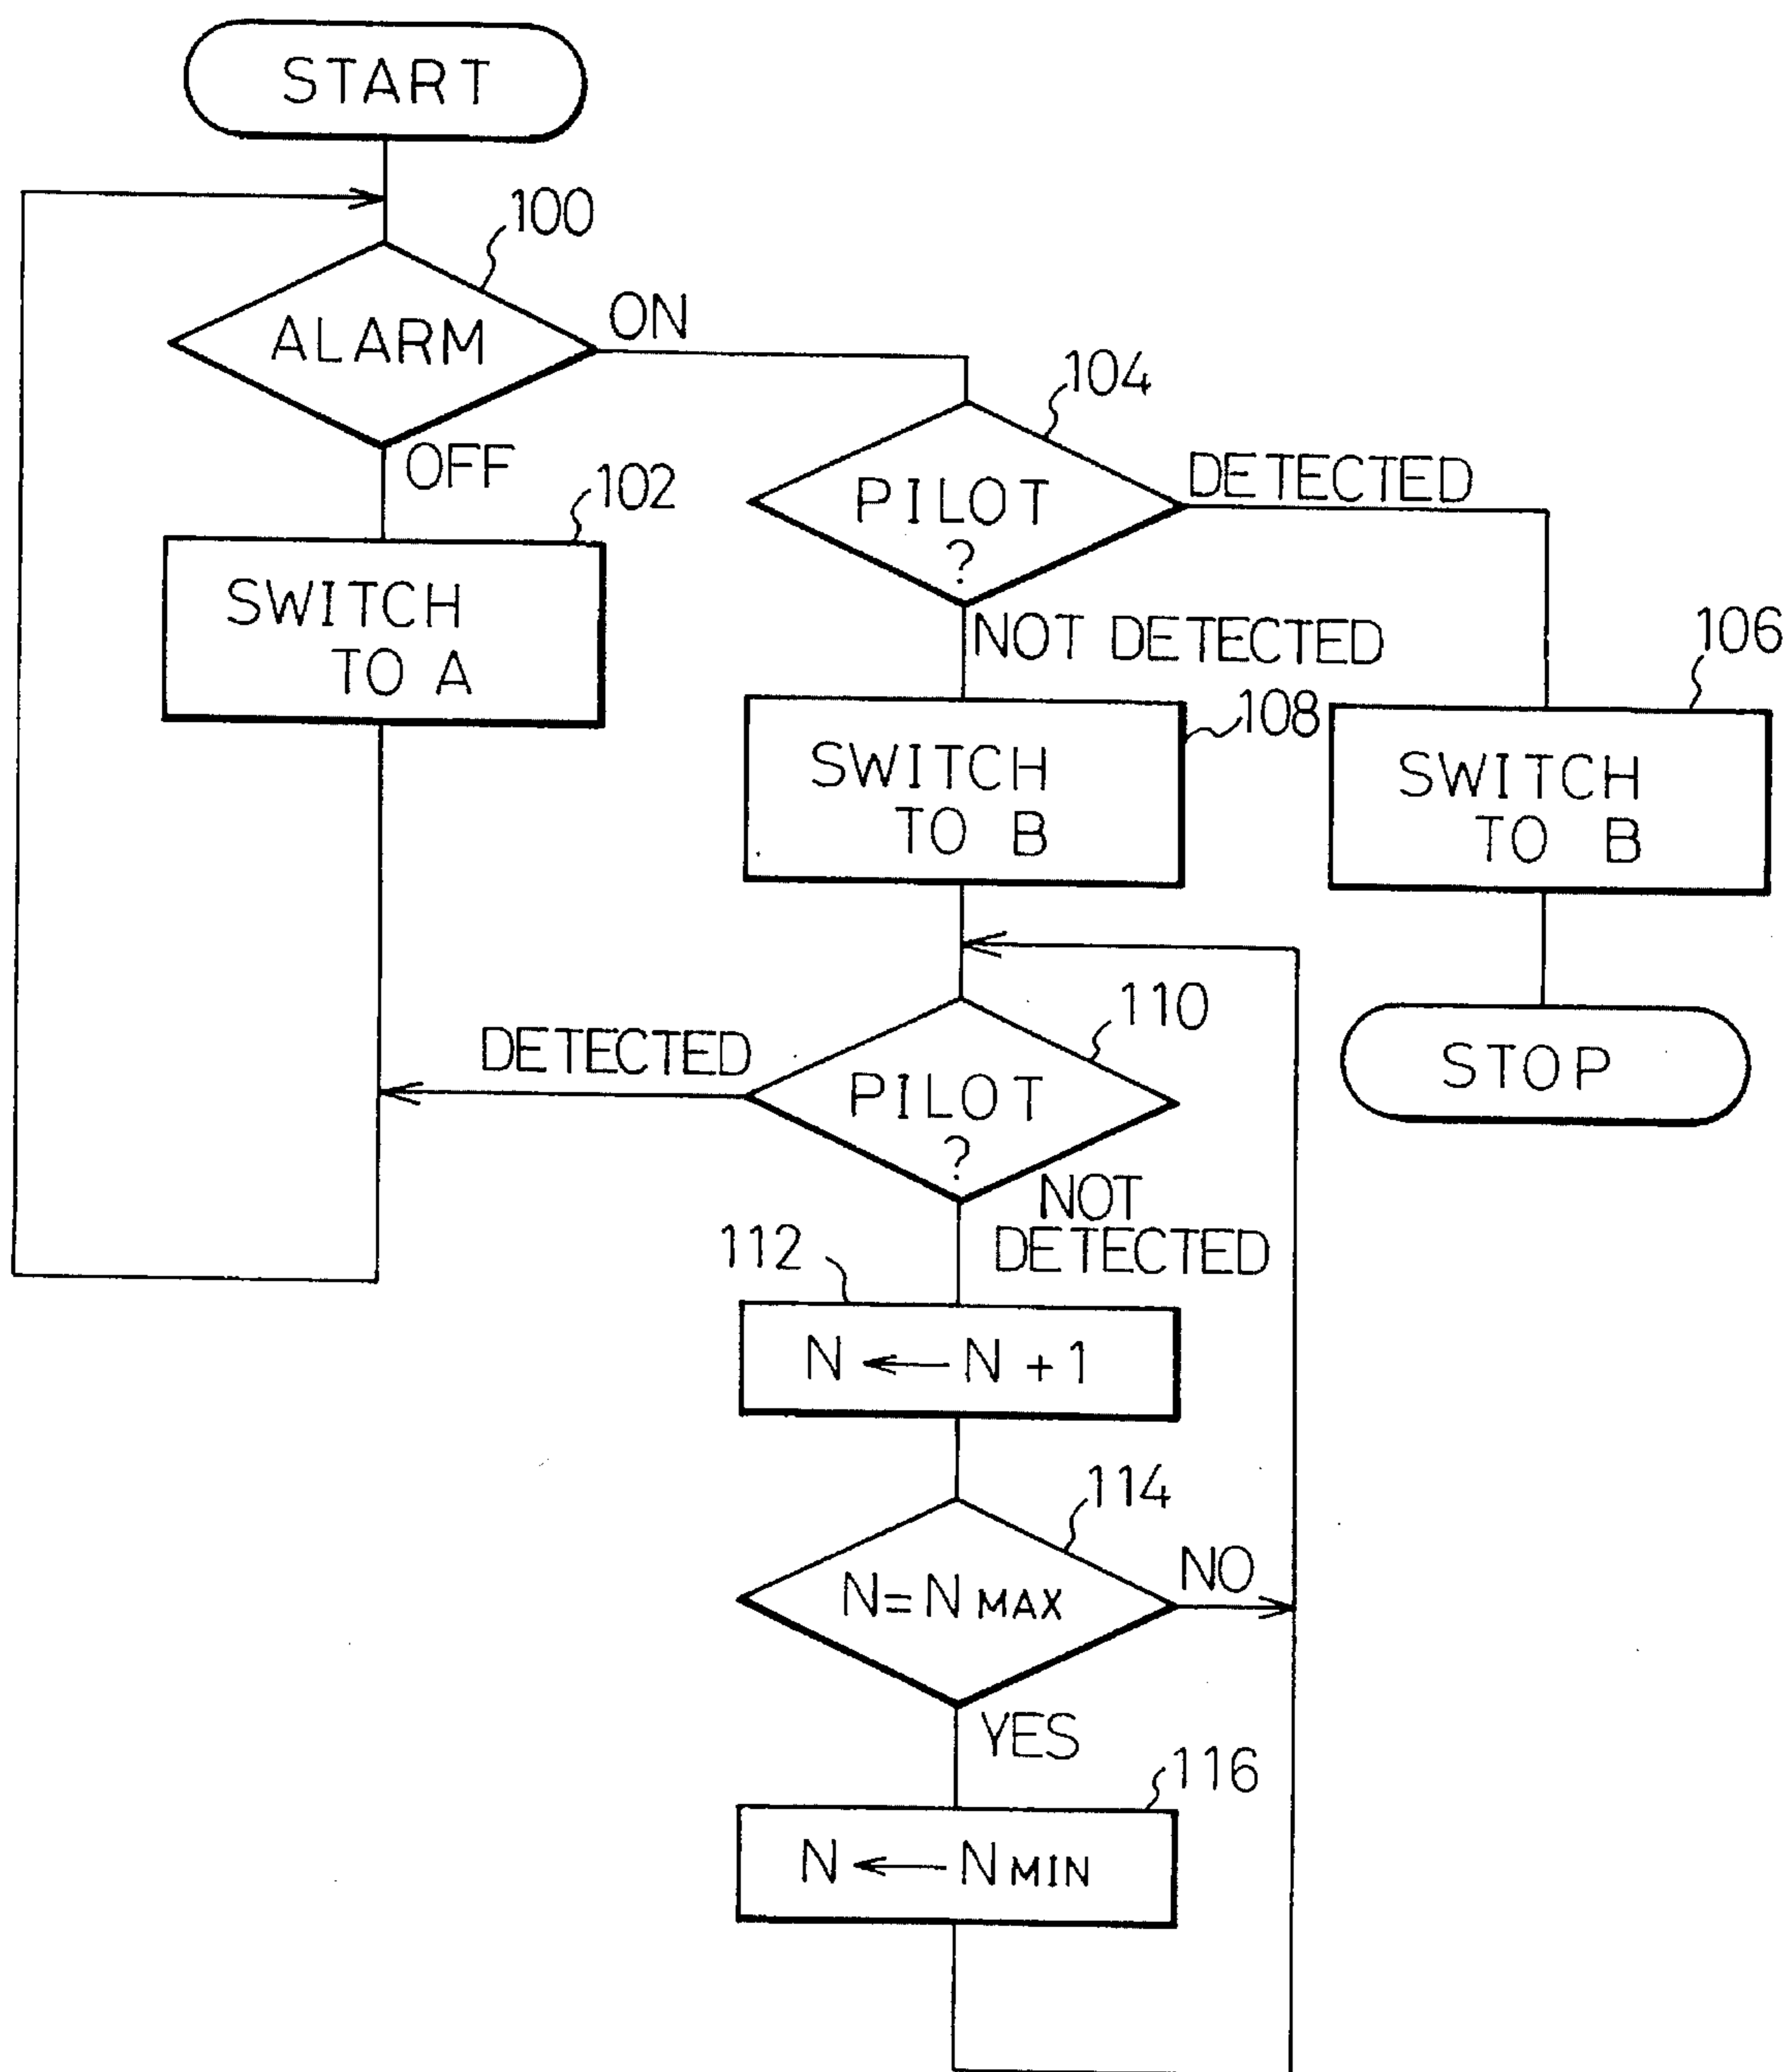 START
100
ALARM
ON
OFF
102
SWITCH
TO A
104
PILOT
?
DETECTED
NOT DETECTED
106
SWITCH
TO B
108
SWITCH
TO B
STOP
110
DETECTED
PILOT
?
NOT
DETECTED
112
N ← N + 1
114
N = N MAX
NO
YES
116
N ← N MIN